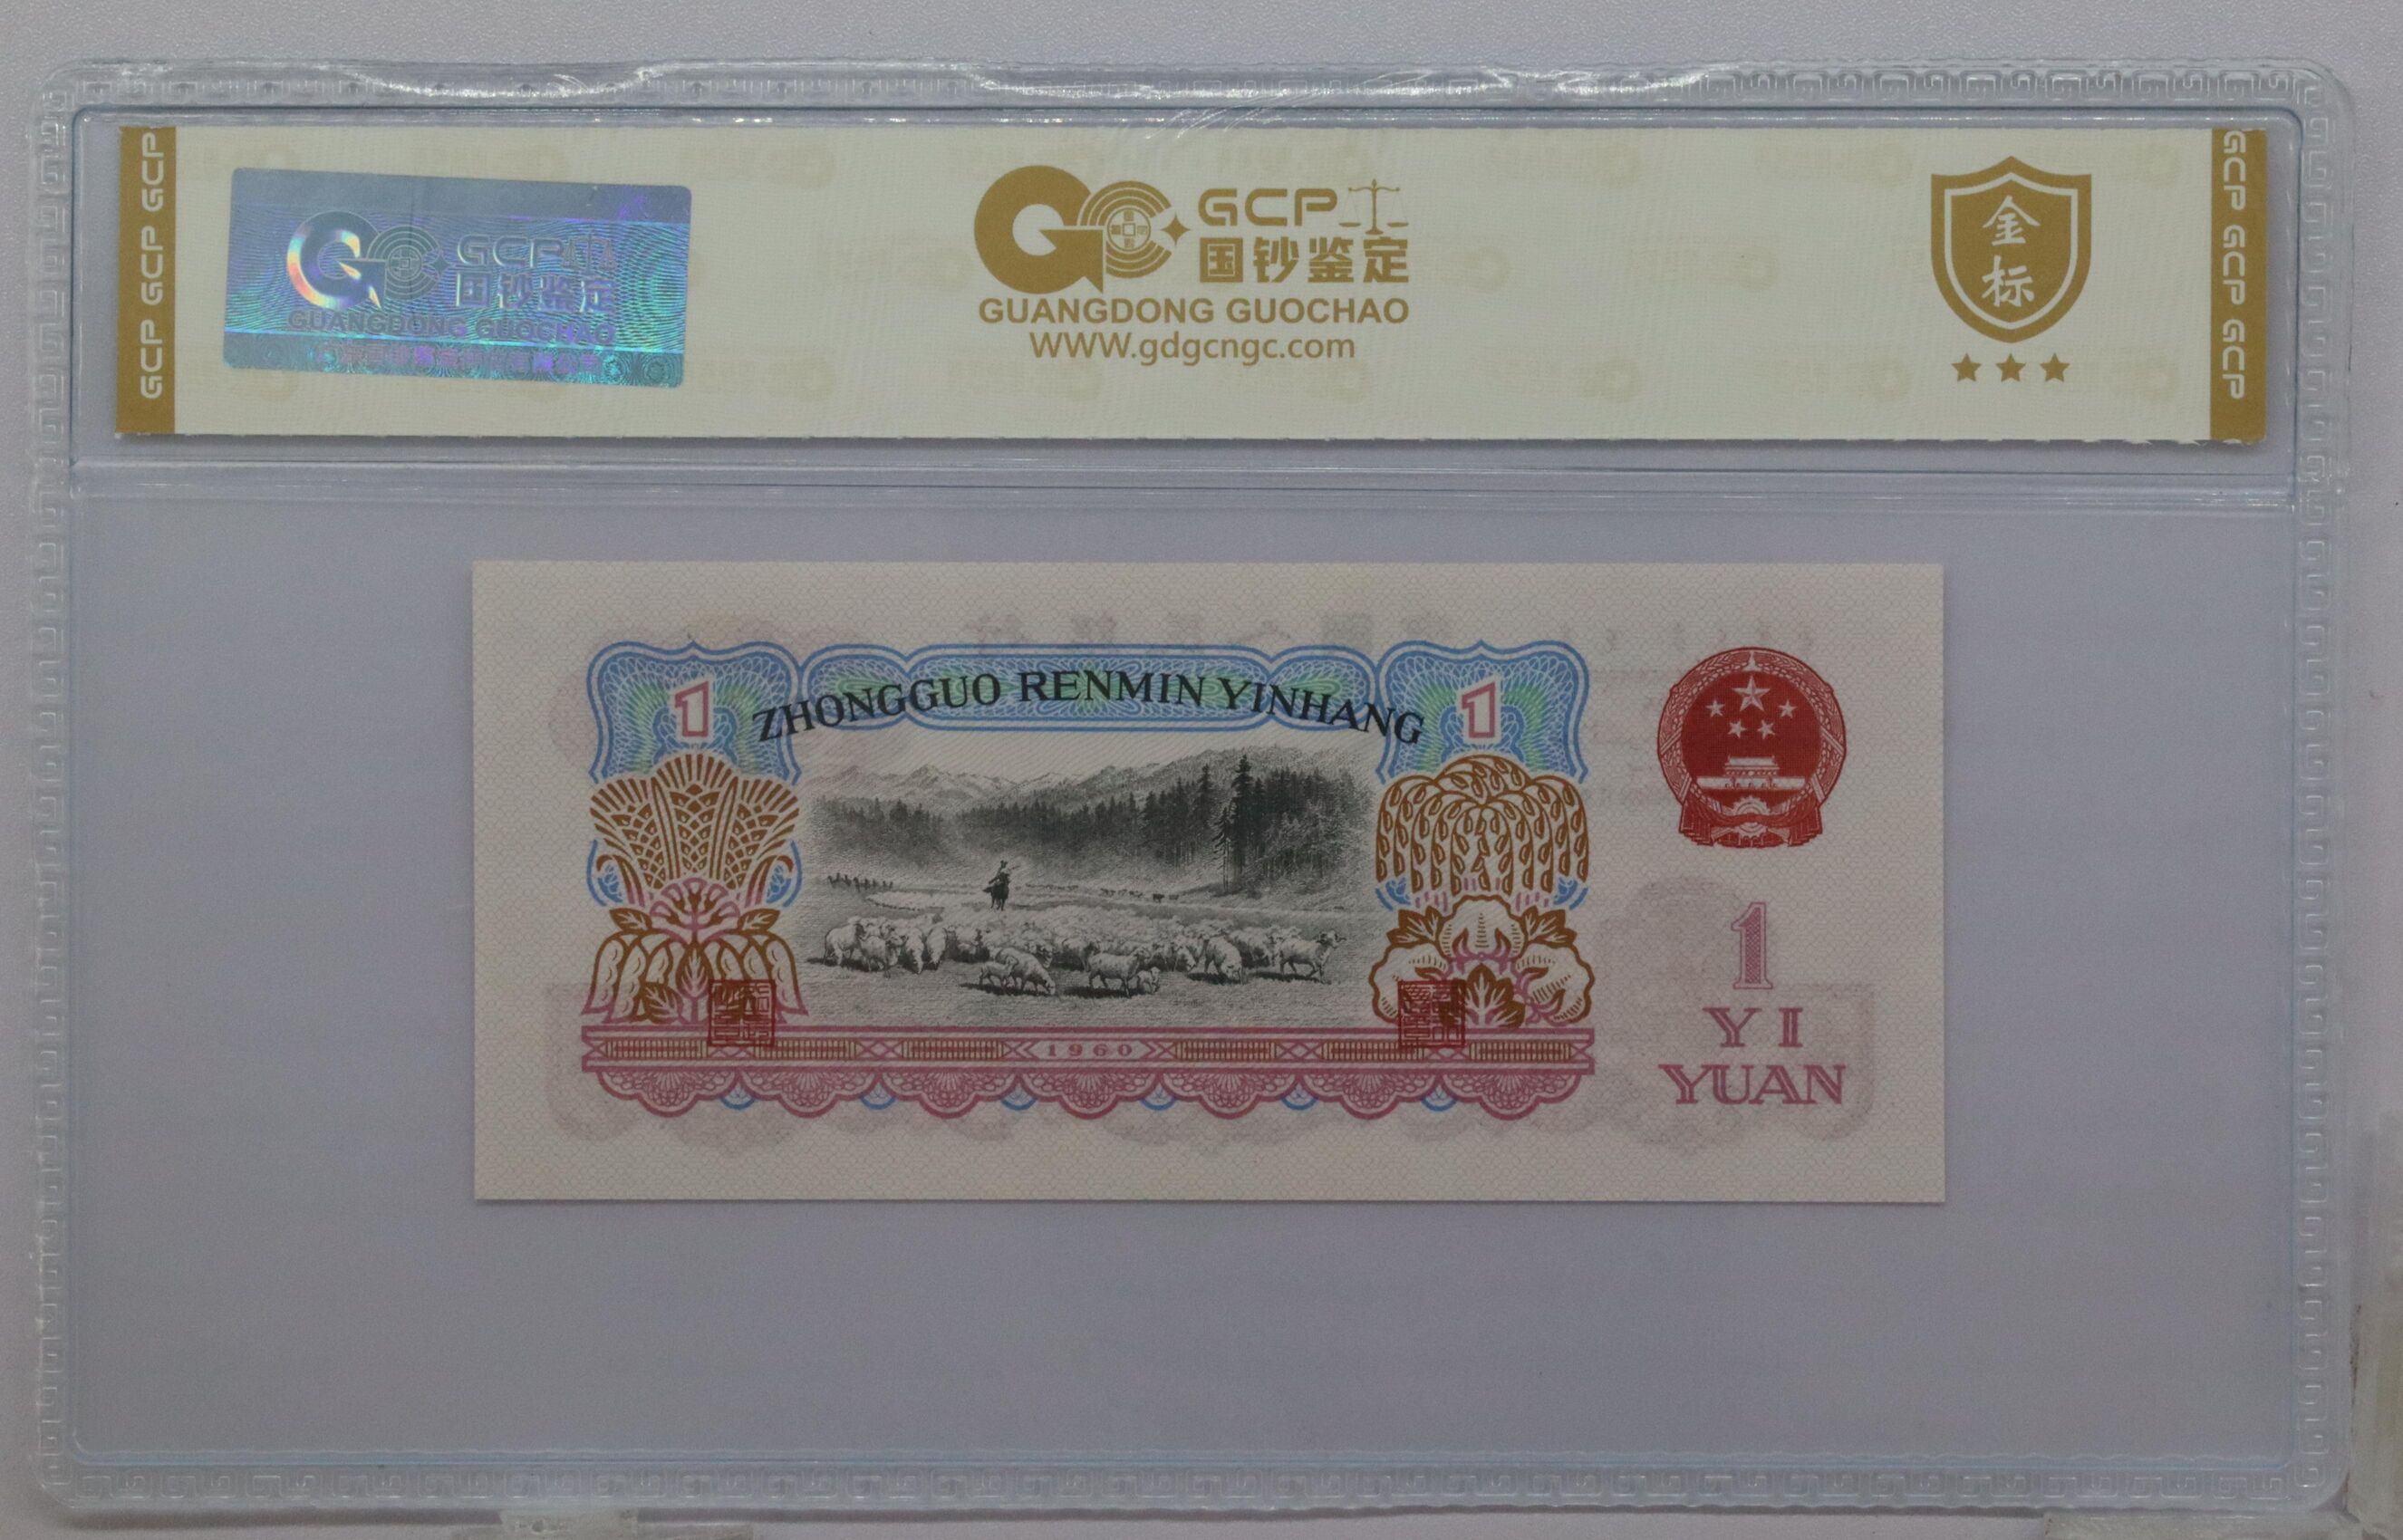 GCP GCP GCP
GCP
国钞鉴定
GUANGDONG GUOCHAO
GCP
国钞鉴定
GUANGDONG GUOCHAO
www.gdgcngc.com
金
标
GCP GCP GCP
1
ZHONGGUO RENMIN YINHANG
1
1960
1
YI
YUAN